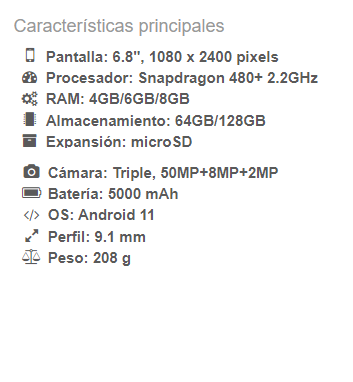 Características principales
Pantalla: 6.8", 1080 x 2400 pixels
Procesador: Snapdragon 480+ 2.2GHz
RAM: 4GB/6GB/8GB
Almacenamiento: 64GB/128GB
Expansión: microSD
Cámara: Triple, 50MP+8MP+2MP
Batería: 5000 mAh
OS: Android 11
Perfil: 9.1 mm
Peso: 208 g